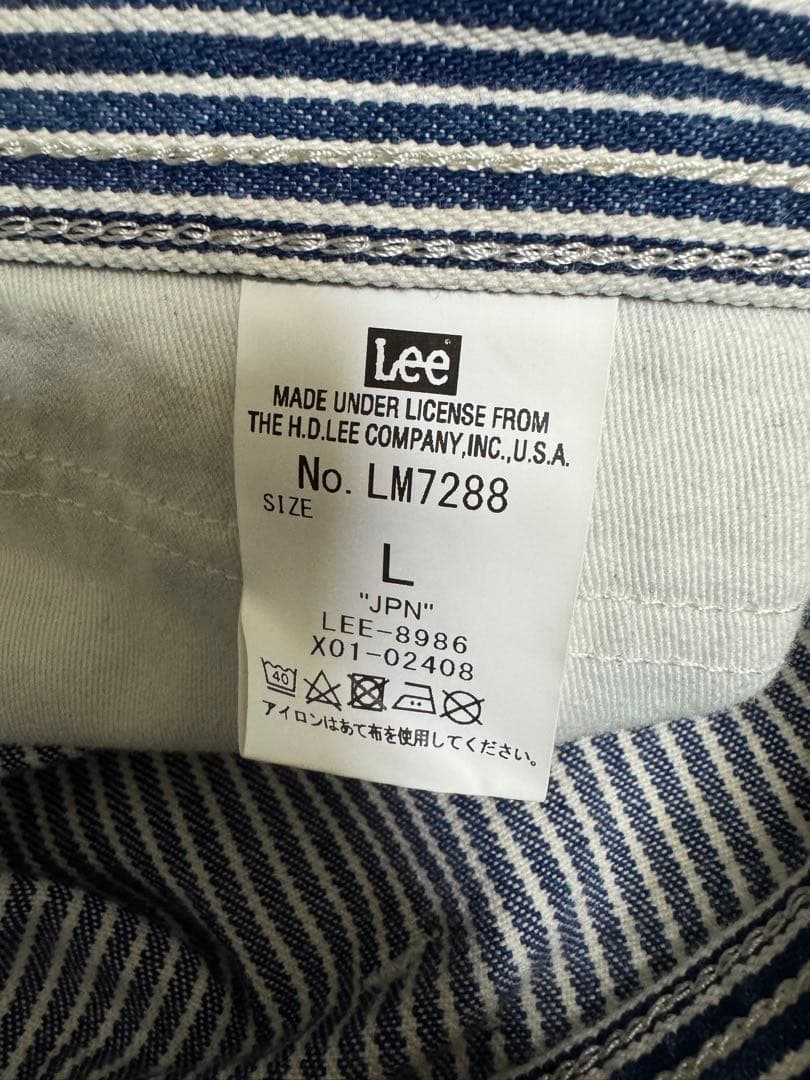 Lee
MADE UNDER LICENSE FROM
THE H.D.LEE COMPANY,INC.,U.S.A.
No. LM7288
SIZE
L
"JPN"
LEE-8986
X01-02408
40
アイロンはあて布を使用してください。